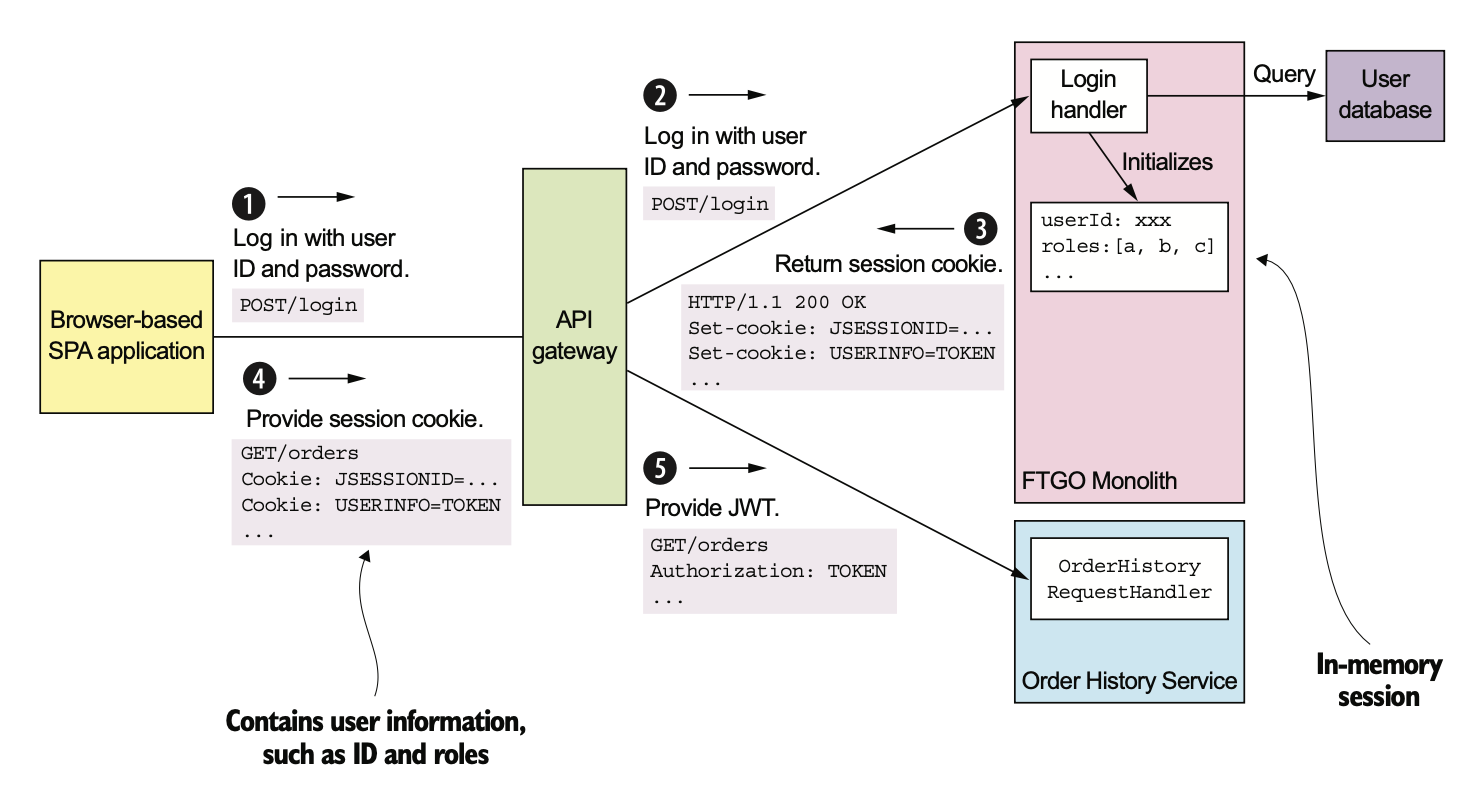 Browser-based
SPA application
1
Log in with user
ID and password.
POST/login
4
Provide session cookie.
GET/orders
Cookie: JSESSIONID=...
Cookie: USERINFO=TOKEN
...
Contains user information,
such as ID and roles
API
gateway
2
Log in with user
ID and password.
POST/login
3
Return session cookie.
HTTP/1.1 200 OK
Set-cookie: JSESSIONID=...
Set-cookie: USERINFO=TOKEN
...
5
Provide JWT.
GET/orders
Authorization: TOKEN
...
Login
handler
Query
User
database
Initializes
userId: xxx
roles:[a, b, c]
...
FTGO Monolith
OrderHistory
RequestHandler
Order History Service
In-memory
session